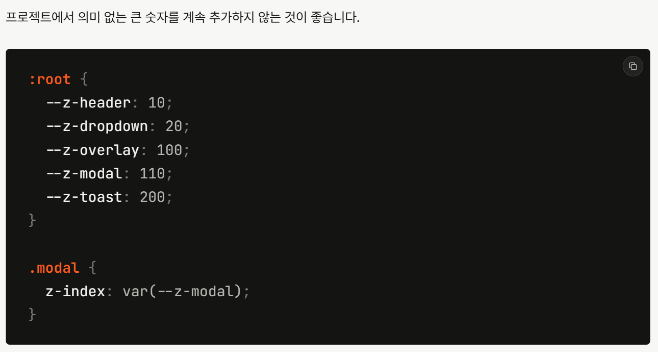 프로젝트에서 의미 없는 큰 숫자를 계속 추가하지 않는 것이 좋습니다.
:root {
  --z-header: 10;
  --z-dropdown: 20;
  --z-overlay: 100;
  --z-modal: 110;
  --z-toast: 200;
}
.modal {
  z-index: var(--z-modal);
}